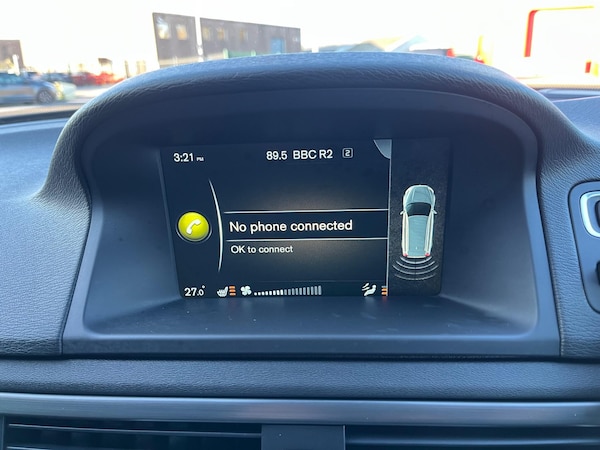 3:21 PM 89.5 BBC R2 2
No phone connected
OK to connect
27.0°